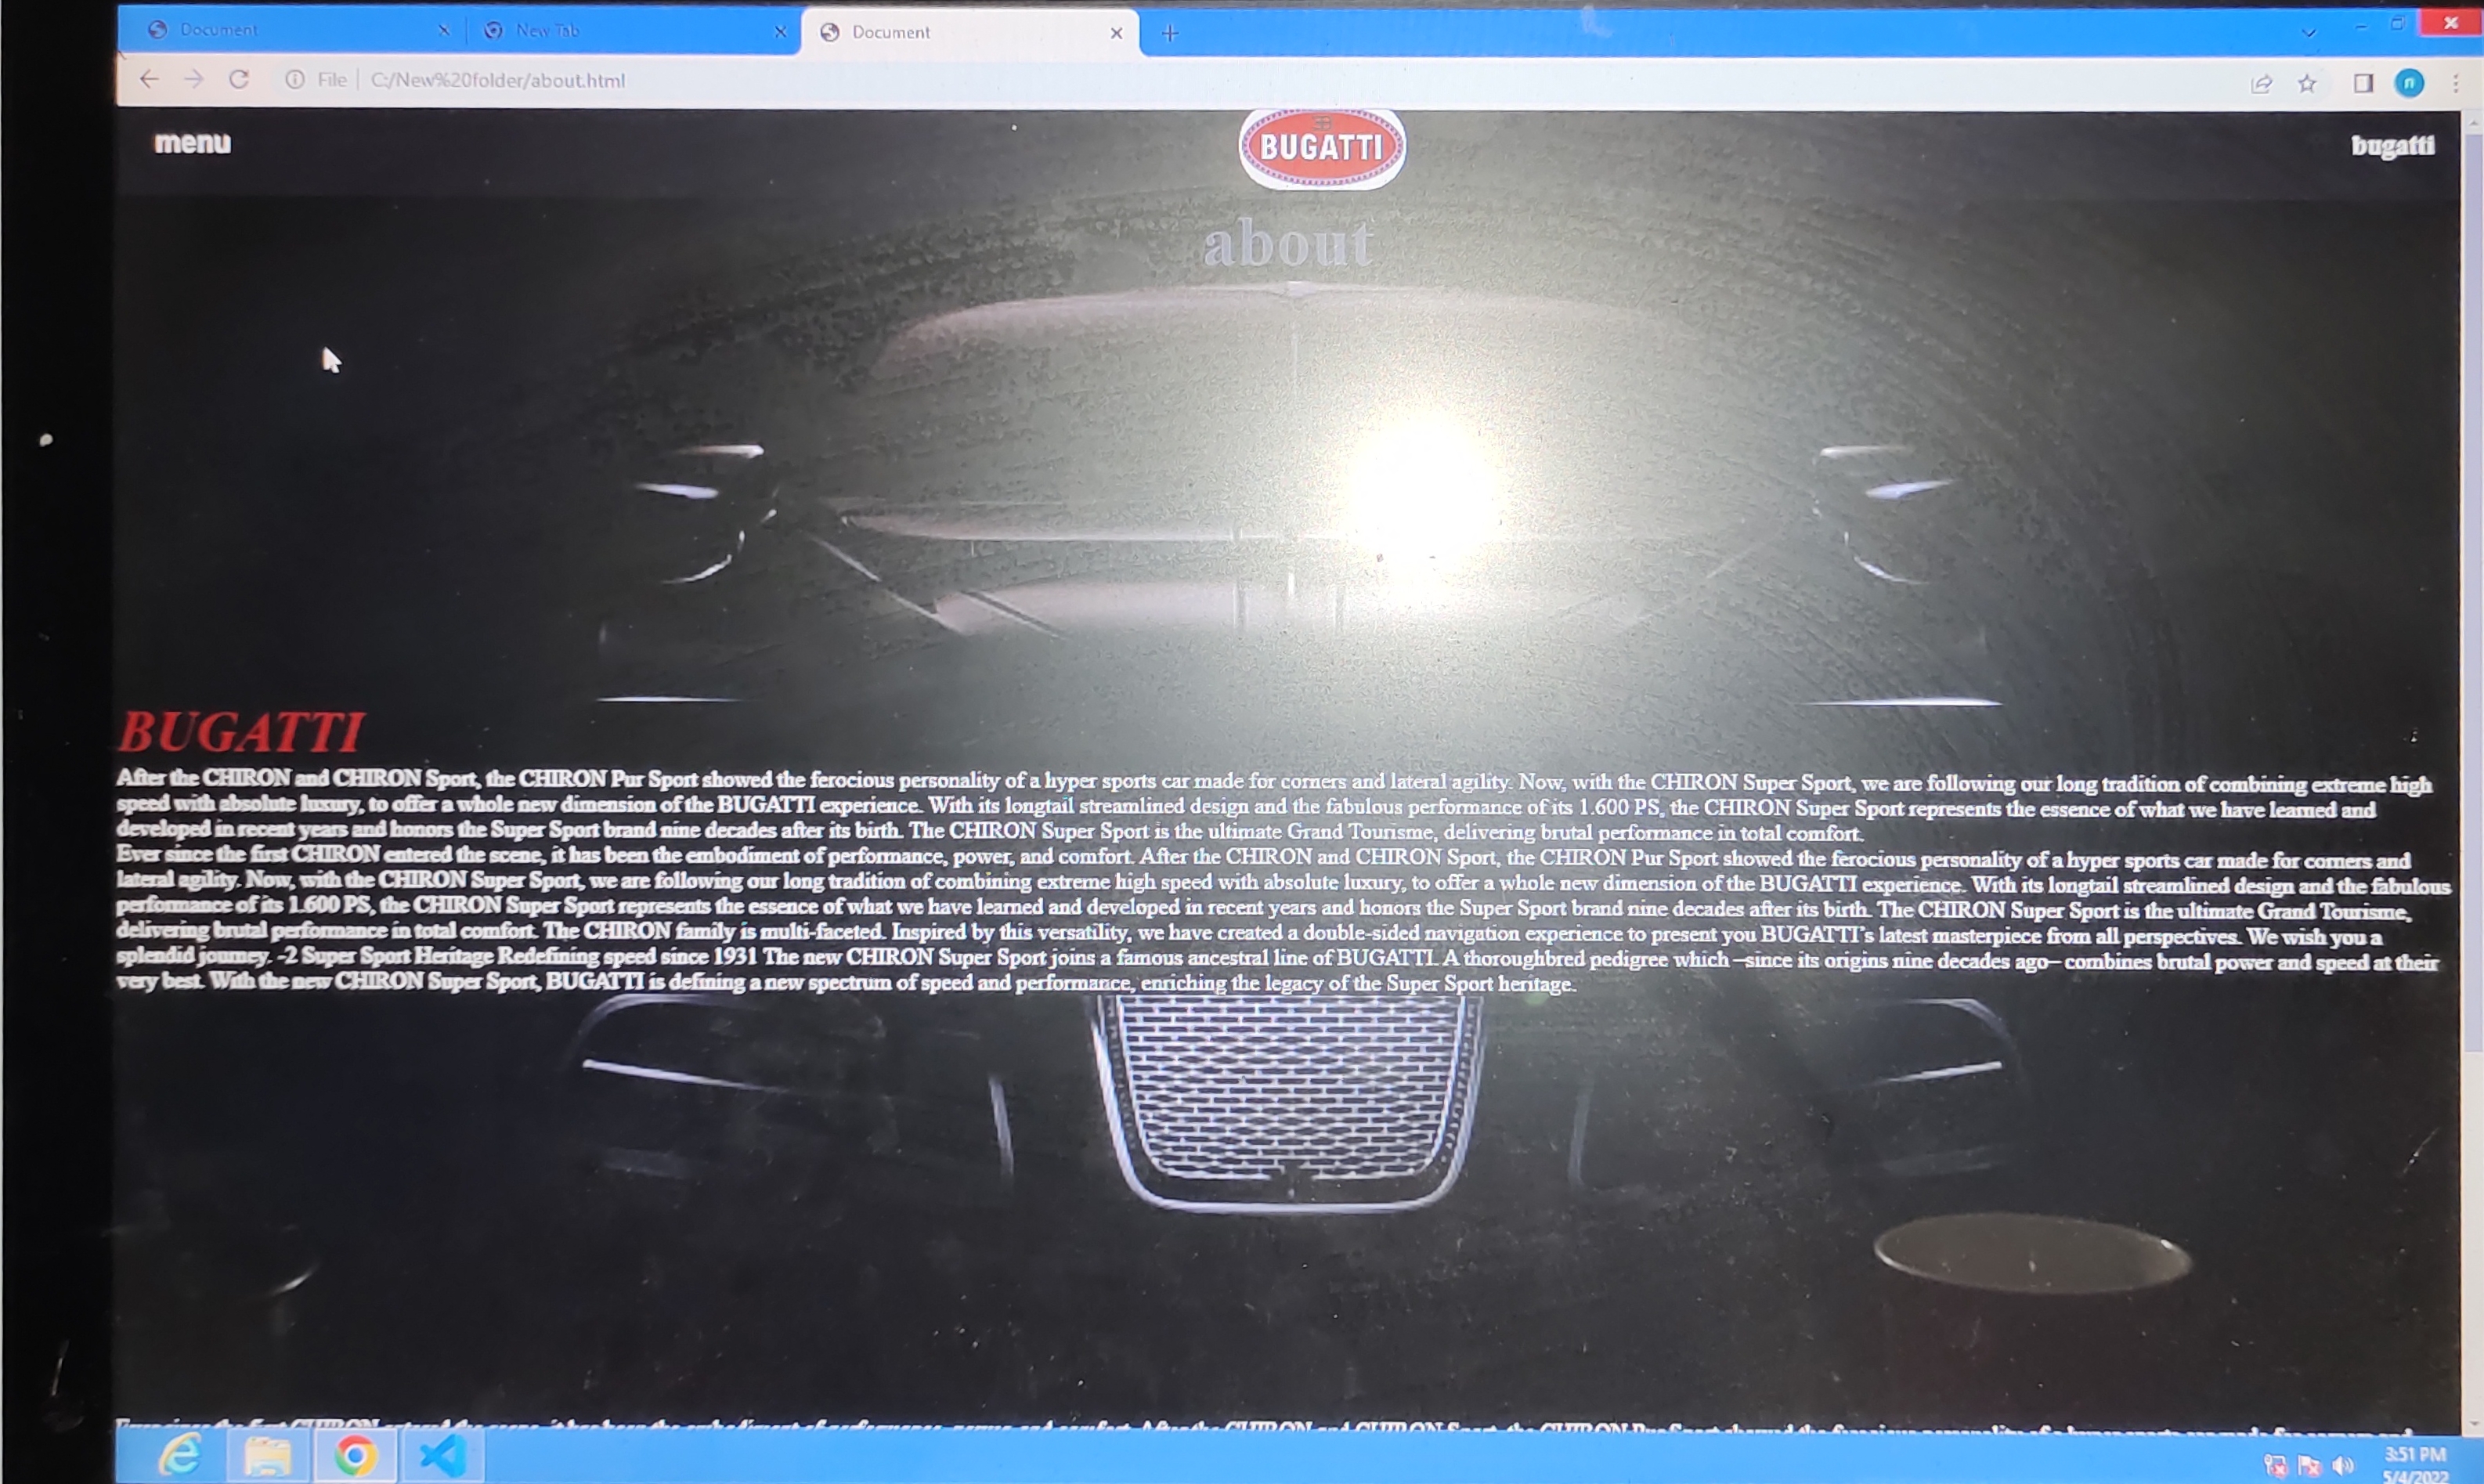 Document
New Tab
Document
File C:/New%20folder/about.html
menu
BUGATTI
bugatti
about
BUGATTI
After the CHIRON and CHIRON Sport, the CHIRON Pur Sport showed the ferocious personality of a hyper sports car made for corners and lateral agility. Now, with the CHIRON Super Sport, we are following our long tradition of combining extreme high
speed with absolute luxury, to offer a whole new dimension of the BUGATTI experience. With its longtail streamlined design and the fabulous performance of its 1.600 PS, the CHIRON Super Sport represents the essence of what we have learned and
developed in recent years and honors the Super Sport brand nine decades after its birth. The CHIRON Super Sport is the ultimate Grand Tourisme, delivering brutal performance in total comfort.
Ever since the first CHIRON entered the scene, it has been the embodiment of performance, power, and comfort. After the CHIRON and CHIRON Sport, the CHIRON Pur Sport showed the ferocious personality of a hyper sports car made for corners and
lateral agility. Now, with the CHIRON Super Sport, we are following our long tradition of combining extreme high speed with absolute luxury, to offer a whole new dimension of the BUGATTI experience. With its longtail streamlined design and the fabulous
performance of its 1.600 PS, the CHIRON Super Sport represents the essence of what we have learned and developed in recent years and honors the Super Sport brand nine decades after its birth. The CHIRON Super Sport is the ultimate Grand Tourisme,
delivering brutal performance in total comfort. The CHIRON family is multi-faceted. Inspired by this versatility, we have created a double-sided navigation experience to present you BUGATTI's latest masterpiece from all perspectives. We wish you a
splendid journey. -2 Super Sport Heritage Redefining speed since 1931 The new CHIRON Super Sport joins a famous ancestral line of BUGATTI. A thoroughbred pedigree which –since its origins nine decades ago– combines brutal power and speed at their
very best. With the new CHIRON Super Sport, BUGATTI is defining a new spectrum of speed and performance, enriching the legacy of the Super Sport heritage.
3:51 PM
5/4/2022